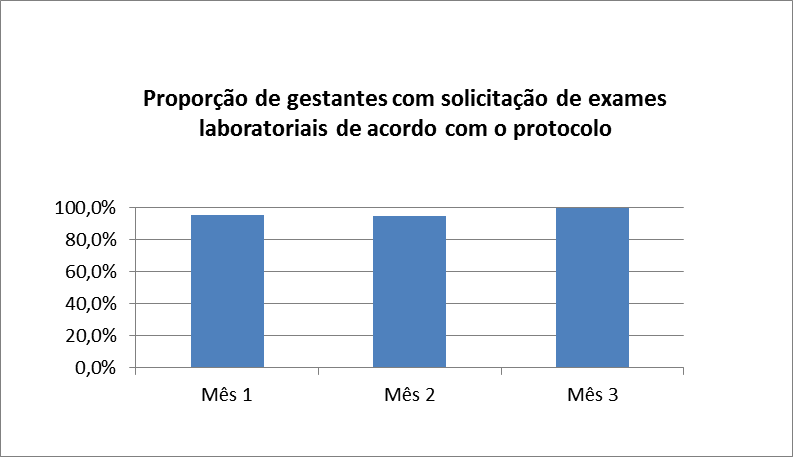 Proporção de gestantes com solicitação de exames
laboratoriais de acordo com o protocolo
100,0%
80,0%
60,0%
40,0%
20,0%
0,0%
Mês 1
Mês 2
Mês 3